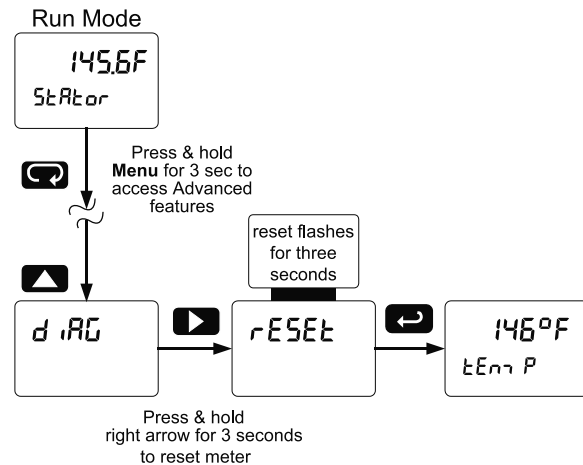 Run Mode
145.6F
StAtor
Press & hold
Menu for 3 sec to
access Advanced
features
reset flashes
for three
seconds
diAG
rESEt
146°F
tEmP
Press & hold
right arrow for 3 seconds
to reset meter